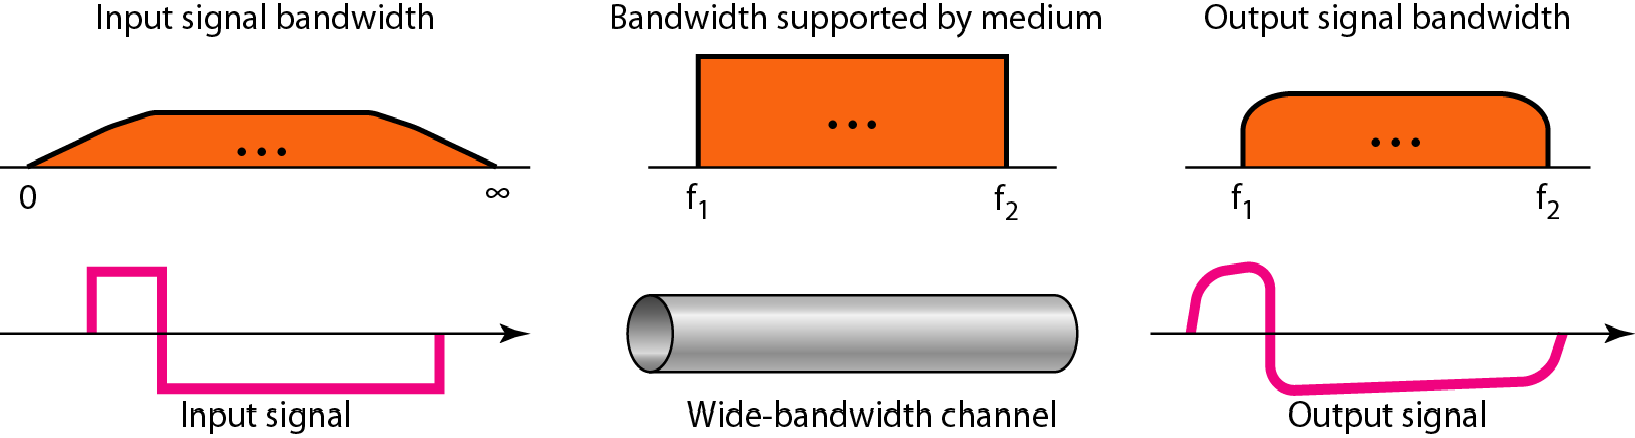 Input signal bandwidth
Bandwidth supported by medium
Output signal bandwidth
0
∞
f1
f2
f1
f2
Input signal
Wide-bandwidth channel
Output signal